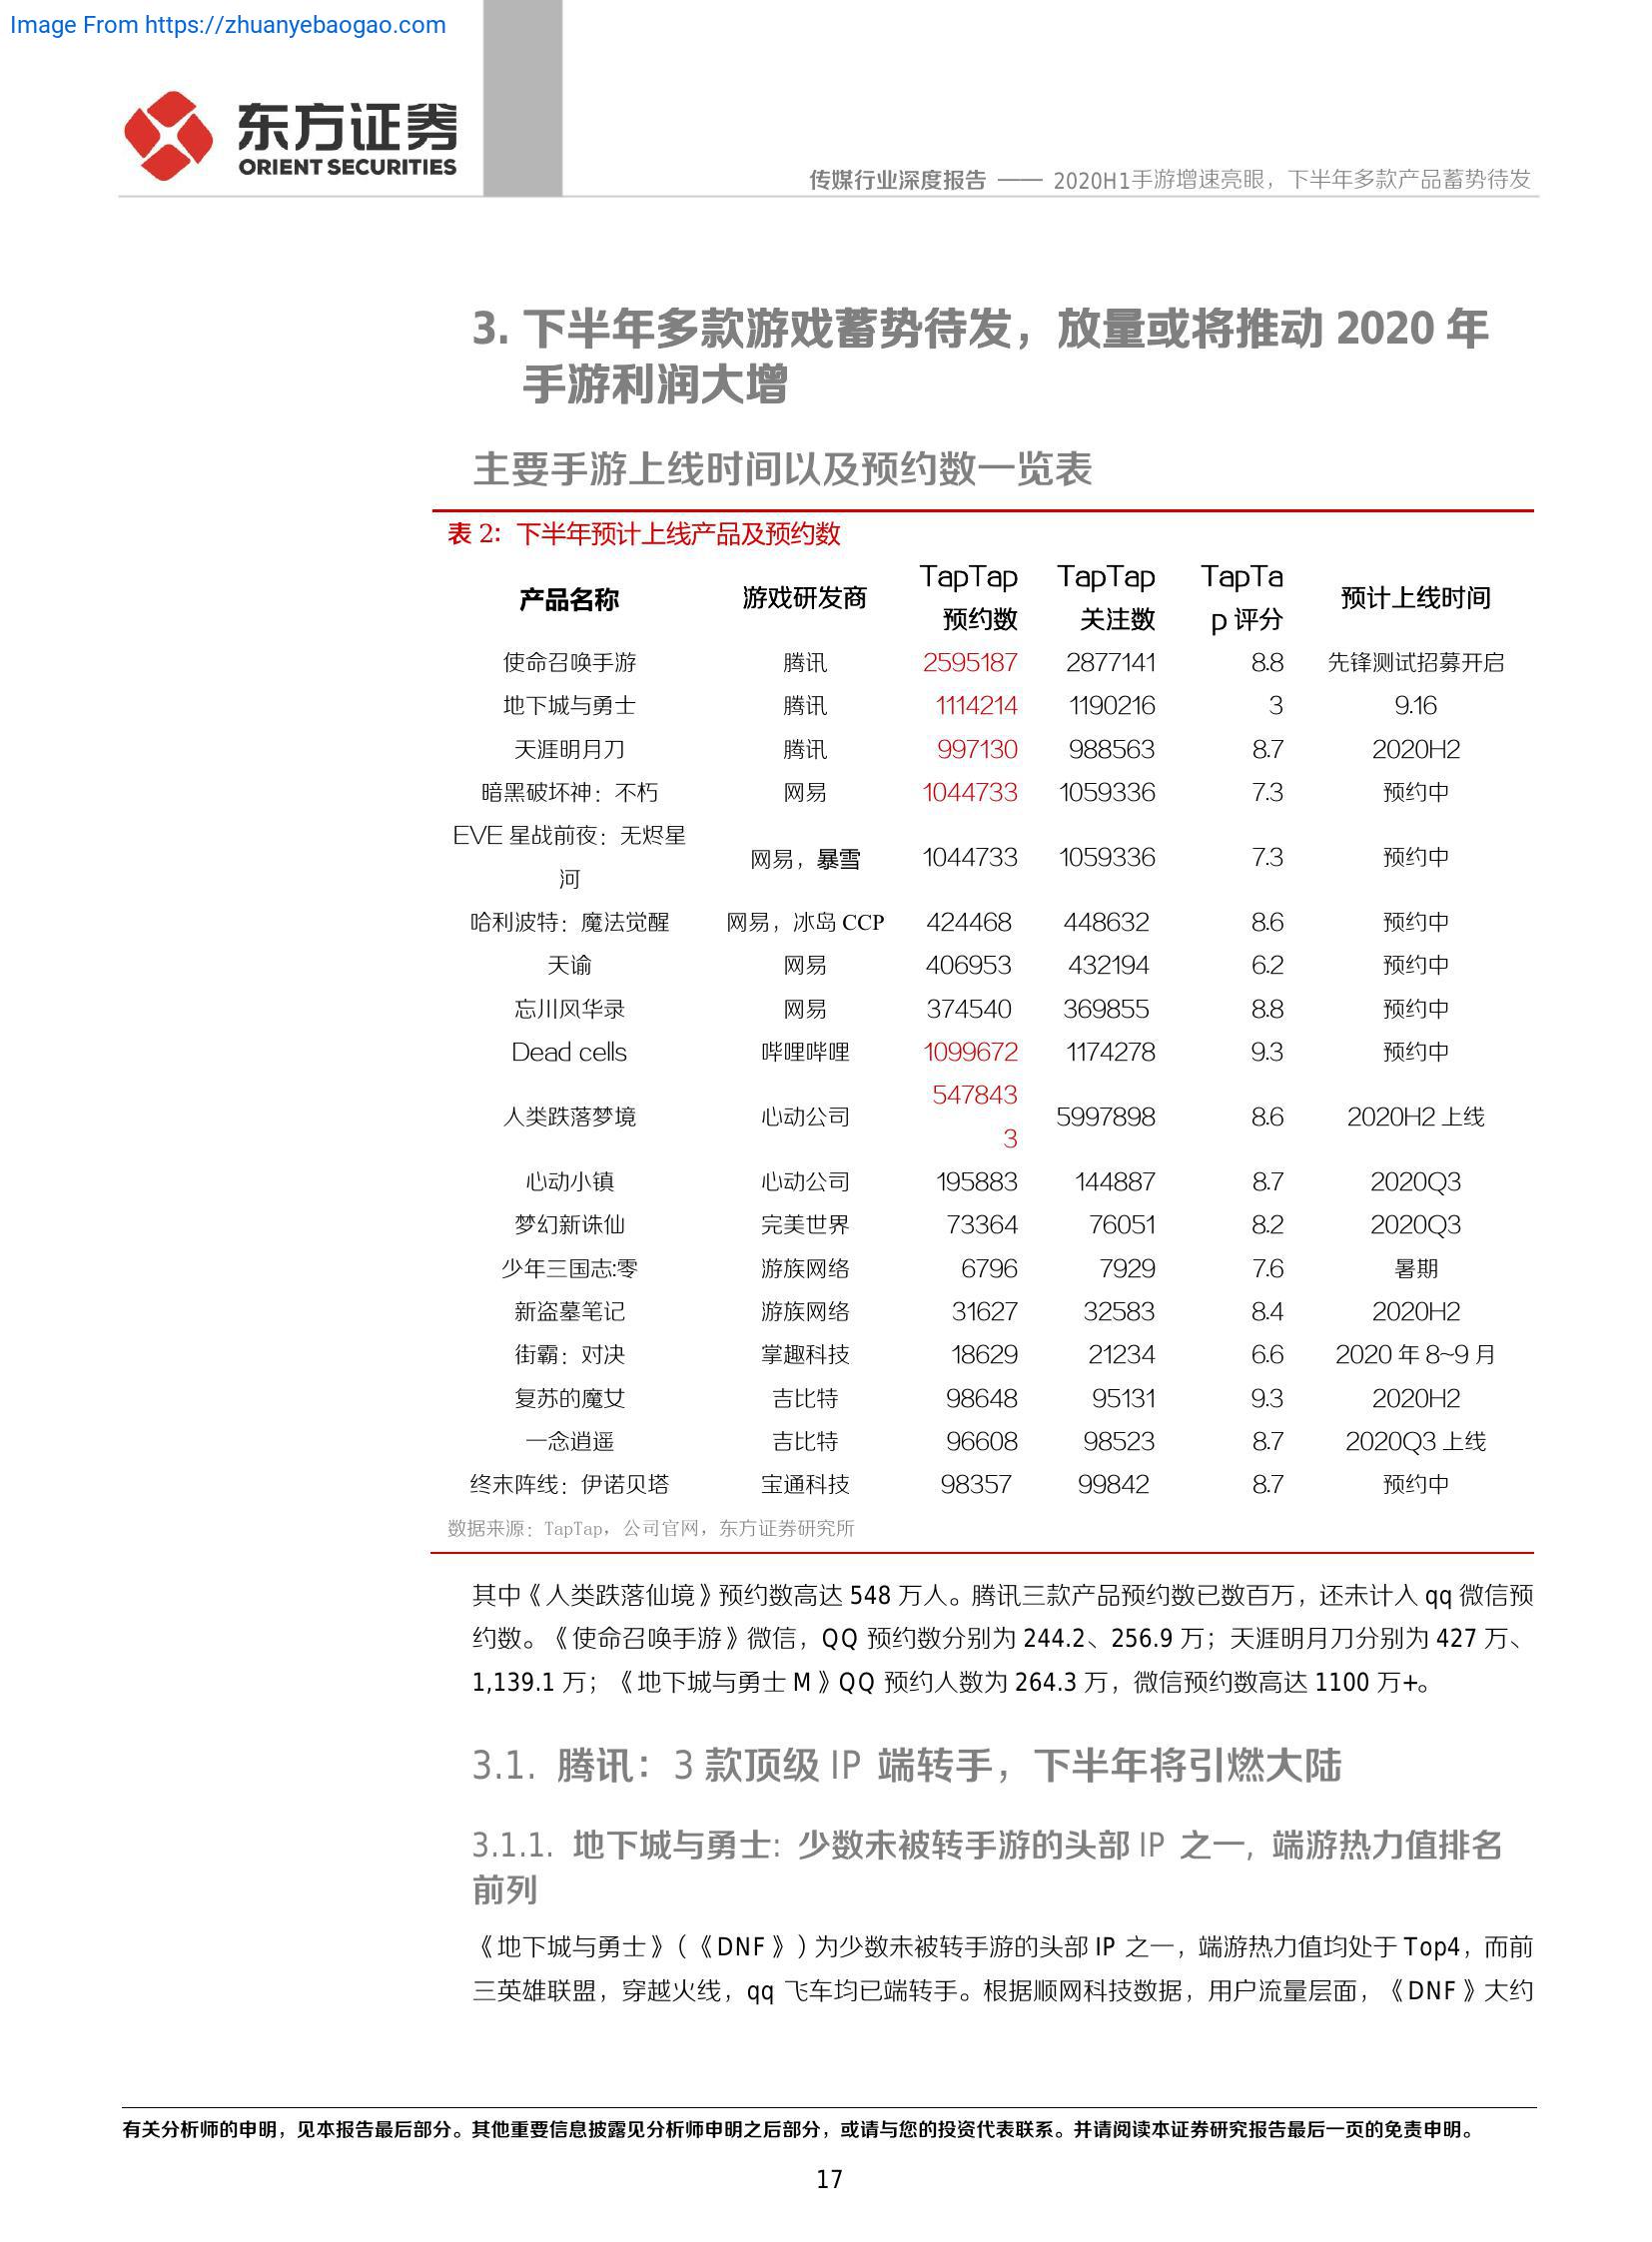 Image From https://zhuanyebaogao.com
东方证券
ORIENT SECURITIES
传媒行业深度报告 —— 2020H1手游增速亮眼，下半年多款产品蓄势待发
3. 下半年多款游戏蓄势待发，放量或将推动 2020 年
手游利润大增
主要手游上线时间以及预约数一览表
表 2：下半年预计上线产品及预约数
产品名称 游戏研发商 TapTap 预约数 TapTap 关注数 TapTa p 评分 预计上线时间
使命召唤手游 腾讯 2595187 2877141 8.8 先锋测试招募开启
地下城与勇士 腾讯 1114214 1190216 3 9.16
天涯明月刀 腾讯 997130 988563 8.7 2020H2
暗黑破坏神：不朽 网易 1044733 1059336 7.3 预约中
EVE 星战前夜：无烬星河 网易，暴雪 1044733 1059336 7.3 预约中
哈利波特：魔法觉醒 网易，冰岛 CCP 424468 448632 8.6 预约中
天谕 网易 406953 432194 6.2 预约中
忘川风华录 网易 374540 369855 8.8 预约中
Dead cells 哔哩哔哩 1099672 1174278 9.3 预约中
人类跌落梦境 心动公司 5478433 5997898 8.6 2020H2 上线
心动小镇 心动公司 195883 144887 8.7 2020Q3
梦幻新诛仙 完美世界 73364 76051 8.2 2020Q3
少年三国志:零 游族网络 6796 7929 7.6 暑期
新盗墓笔记 游族网络 31627 32583 8.4 2020H2
街霸：对决 掌趣科技 18629 21234 6.6 2020 年 8~9 月
复苏的魔女 吉比特 98648 95131 9.3 2020H2
一念逍遥 吉比特 96608 98523 8.7 2020Q3 上线
终末阵线：伊诺贝塔 宝通科技 98357 99842 8.7 预约中
数据来源：TapTap，公司官网，东方证券研究所
其中《人类跌落仙境》预约数高达 548 万人。腾讯三款产品预约数已数百万，还未计入 qq 微信预
约数。《使命召唤手游》微信，QQ 预约数分别为 244.2、256.9 万；天涯明月刀分别为 427 万、
1,139.1 万；《地下城与勇士 M》QQ 预约人数为 264.3 万，微信预约数高达 1100 万+。
3.1. 腾讯：3 款顶级 IP 端转手，下半年将引燃大陆
3.1.1. 地下城与勇士: 少数未被转手游的头部 IP 之一, 端游热力值排名
前列
《地下城与勇士》(《DNF》)为少数未被转手游的头部 IP 之一，端游热力值均处于 Top4，而前
三英雄联盟，穿越火线，qq 飞车均已端转手。根据顺网科技数据，用户流量层面，《DNF》大约
有关分析师的申明，见本报告最后部分。其他重要信息披露见分析师申明之后部分，或请与您的投资代表联系。并请阅读本证券研究报告最后一页的免责申明。
17